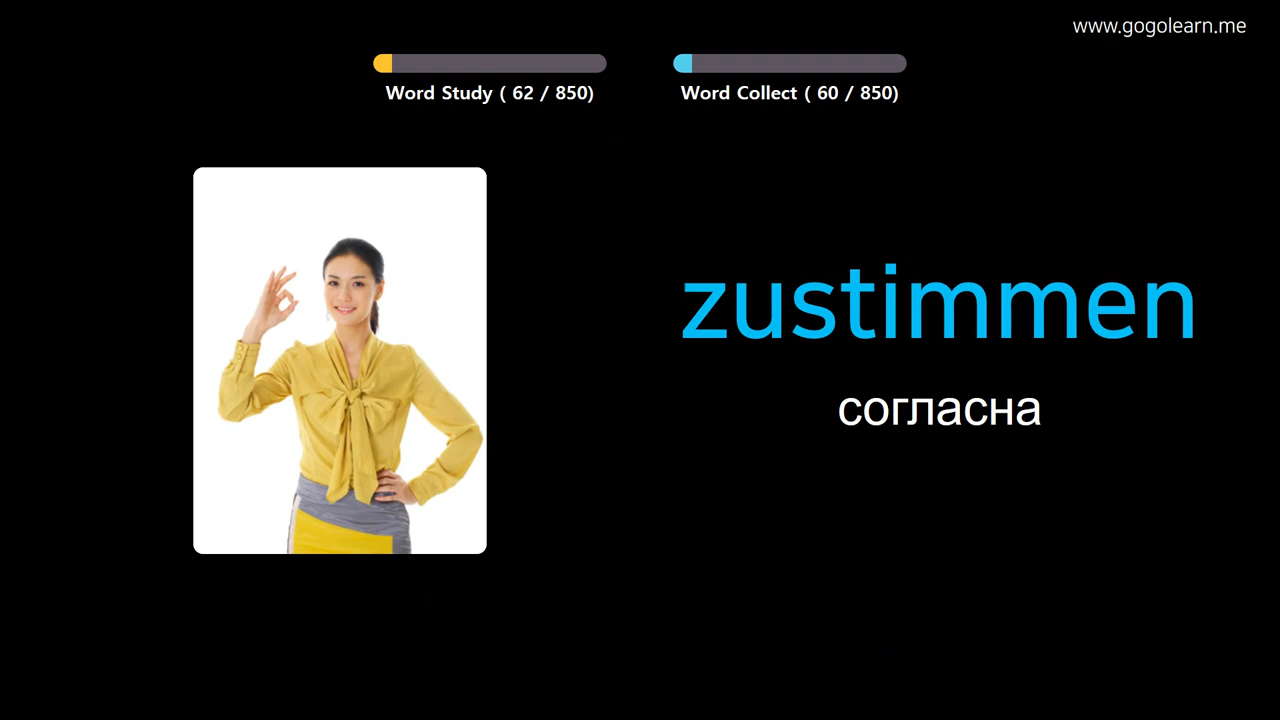 www.gogolearn.me
Word Study ( 62 / 850)
Word Collect ( 60 / 850)
zustimmen
согласна